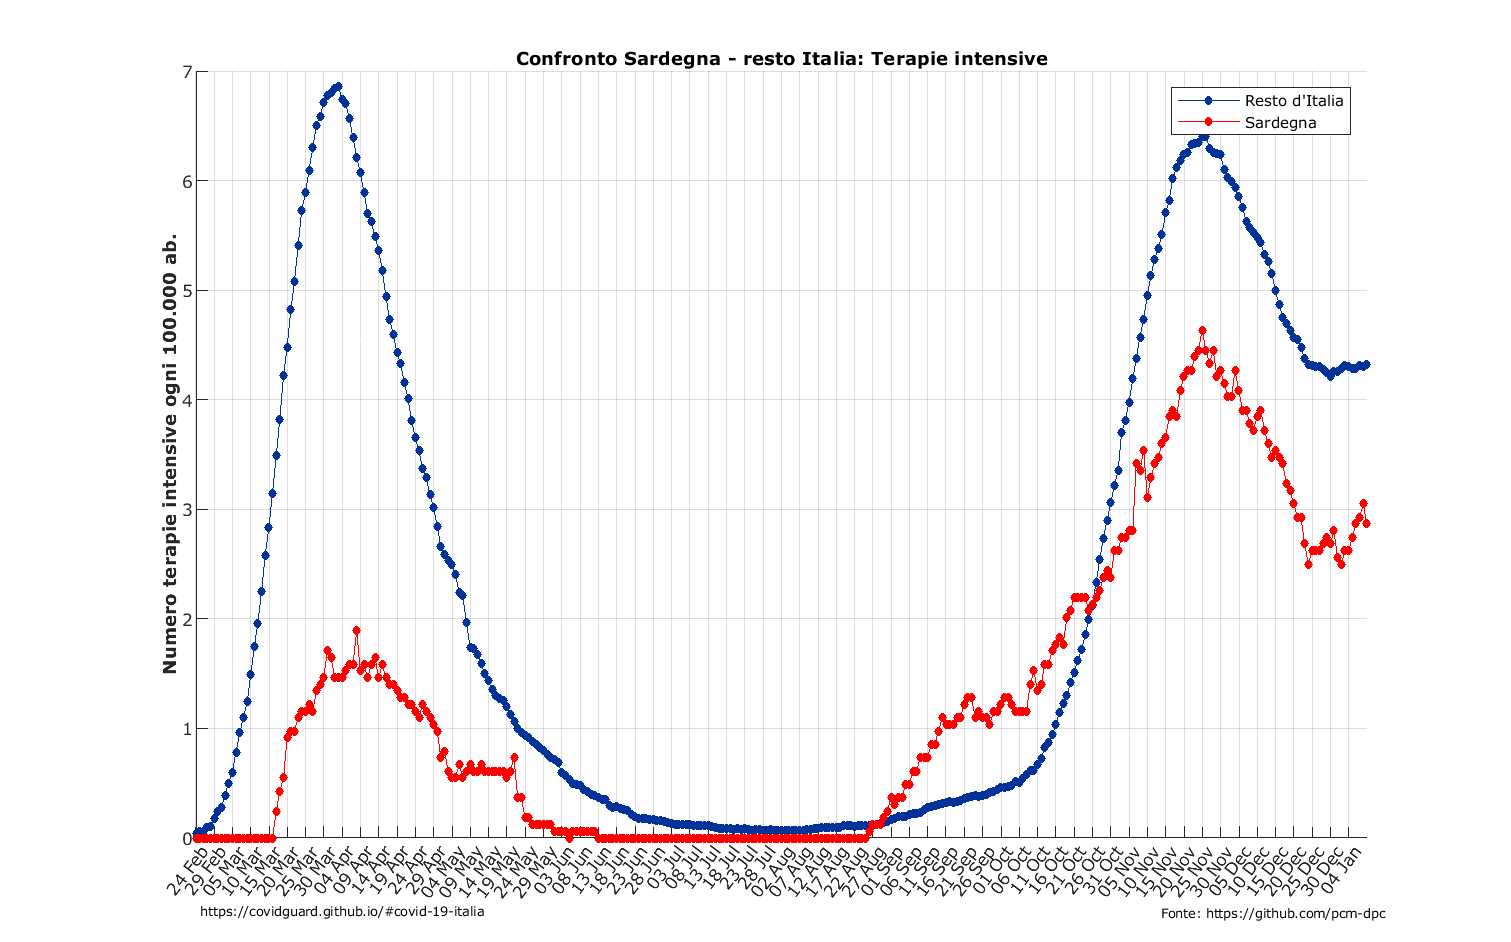 Confronto Sardegna - resto Italia: Terapie intensive
Resto d'Italia
Sardegna
Numero terapie intensive ogni 100.000 ab.
7
6
5
4
3
2
1
0
24 Feb
29 Feb
05 Mar
10 Mar
15 Mar
20 Mar
25 Mar
30 Mar
04 Apr
09 Apr
14 Apr
19 Apr
24 Apr
29 Apr
04 May
09 May
14 May
19 May
24 May
29 May
03 Jun
08 Jun
13 Jun
18 Jun
23 Jun
28 Jun
03 Jul
08 Jul
13 Jul
18 Jul
23 Jul
28 Jul
02 Aug
07 Aug
12 Aug
17 Aug
22 Aug
27 Aug
01 Sep
06 Sep
11 Sep
16 Sep
21 Sep
26 Sep
01 Oct
06 Oct
11 Oct
16 Oct
21 Oct
26 Oct
31 Oct
05 Nov
10 Nov
15 Nov
20 Nov
25 Nov
30 Nov
05 Dec
10 Dec
15 Dec
20 Dec
25 Dec
30 Dec
04 Jan
https://covidguard.github.io/#covid-19-italia
Fonte: https://github.com/pcm-dpc